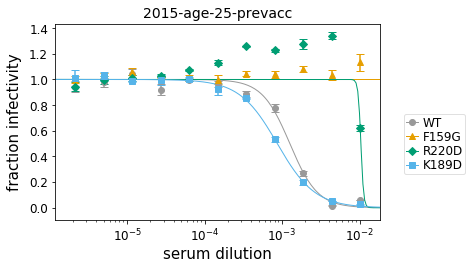 2015-age-25-prevacc
fraction infectivity
1.4
1.2
1.0
0.8
0.6
0.4
0.2
0.0
10⁻⁵
10⁻⁴
10⁻³
10⁻²
serum dilution
WT
F159G
R220D
K189D